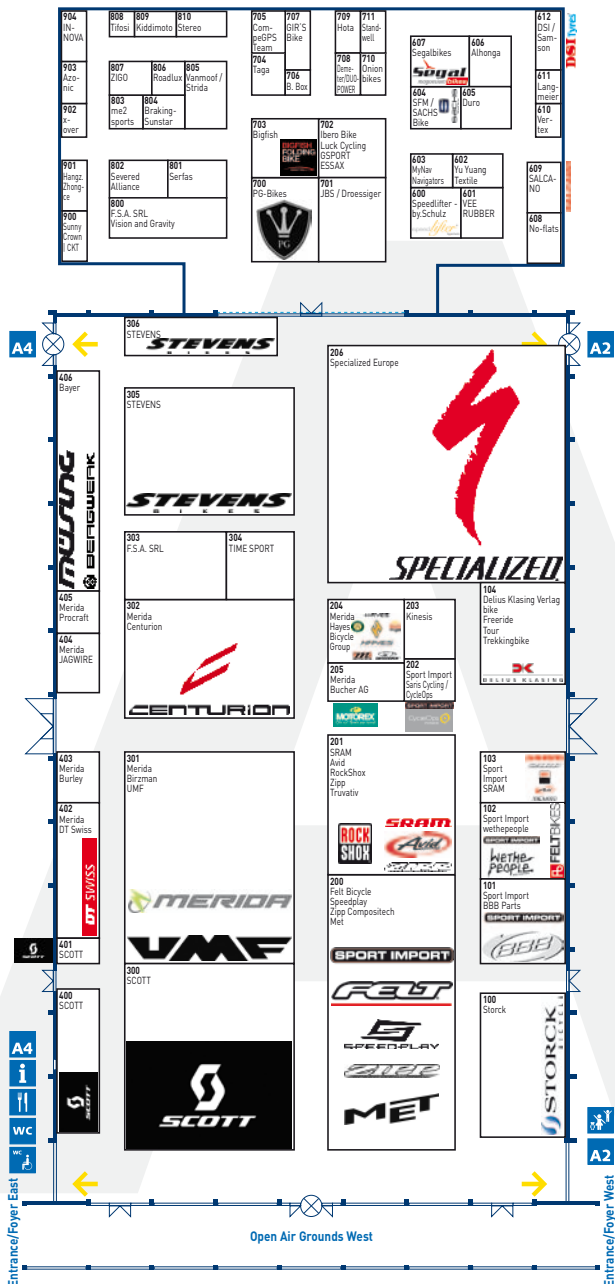 904
IN-
NOVA
903
Azo-
nic
902
x-
over
901
Hangz.
Zhong-
ce
900
Sunny
Crown
| CKT
808
Tifosi
809
Kiddimoto
810
Stereo
807
ZIGO
806
Roadlux
805
Vanmoof /
Strida
803
me2
sports
804
Braking-
Sunstar
802
Severed
Alliance
801
Serfas
800
F.S.A. SRL
Vision and Gravity
705
Com-
peGPS
Team
707
GIR'S
Bike
704
Taga
706
B. Box
709
Hota
711
Stand-
well
708
Deme-
ter/DUO-
POWER
710
Onion
bikes
703
Bigfish
BIGFISH
FOLDING
BIKE
702
Ibero Bike
Luck Cycling
GSPORT
ESSAX
700
PG-Bikes
PG
701
JBS / Droessiger
607
Segalbikes
Segal
606
Alhonga
604
SFM /
SACHS
Bike
SACHS
605
Duro
603
MyNav
Navigators
602
Yu Yuang
Textile
600
Speedlifter -
by.Schulz
lifter
601
VEE
RUBBER
612
DSI /
Sam-
son
DSI tyres
611
Lang-
meier
610
Ver-
tex
609
SALCA-
NO
608
No-flats
A4
A2
306
STEVENS
STEVENS
BIKES
406
Bayer
MÜSING
BERGWERK
305
STEVENS
STEVENS
BIKES
206
Specialized Europe
SPECIALIZED
303
F.S.A. SRL
304
TIME SPORT
405
Merida
Procraft
404
Merida
JAGWIRE
302
Merida
Centurion
CENTURION
204
Merida
Hayes
Bicycle
Group
HAYES
203
Kinesis
205
Merida
Bucher AG
MOTOREX
202
Sport Import
Saris Cycling /
CycleOps
SPORT IMPORT
CycleOps
104
Delius Klasing Verlag
bike
Freeride
Tour
Trekkingbike
DELIUS KLASING
403
Merida
Burley
402
Merida
DT Swiss
DT SWISS
401
SCOTT
SCOTT
301
Merida
Birzman
UMF
MERIDA
UMF
201
SRAM
Avid
RockShox
Zipp
Truvativ
ROCK
SHOX
SRAM
Avid
103
Sport
Import
SRAM
102
Sport Import
wethepeople
SPORT IMPORT
WETHE
PEOPLE
FELT BIKES
101
Sport Import
BBB Parts
SPORT IMPORT
BBB
400
SCOTT
SCOTT
300
SCOTT
SCOTT
200
Felt Bicycle
Speedplay
Zipp Compositech
Met
SPORT IMPORT
FELT
SPEEDPLAY
ZIPP
MET
100
Storck
STORCK
BICYCLE
A4
i
WC
WC
Entrance/Foyer East
A2
Entrance/Foyer West
Open Air Grounds West